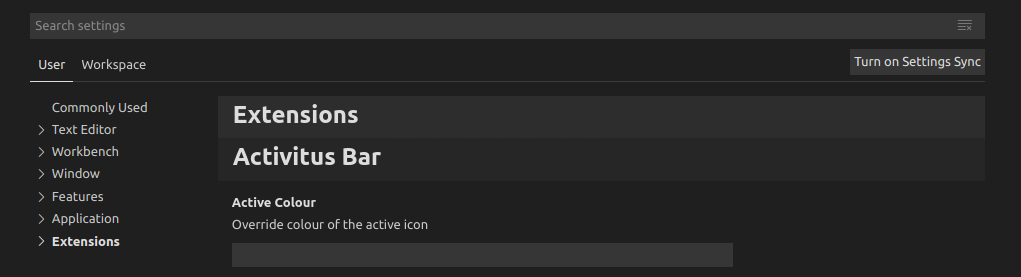 Search settings
User Workspace Turn on Settings Sync
Commonly Used
Text Editor
Workbench
Window
Features
Application
Extensions
Extensions
Activitus Bar
Active Colour
Override colour of the active icon